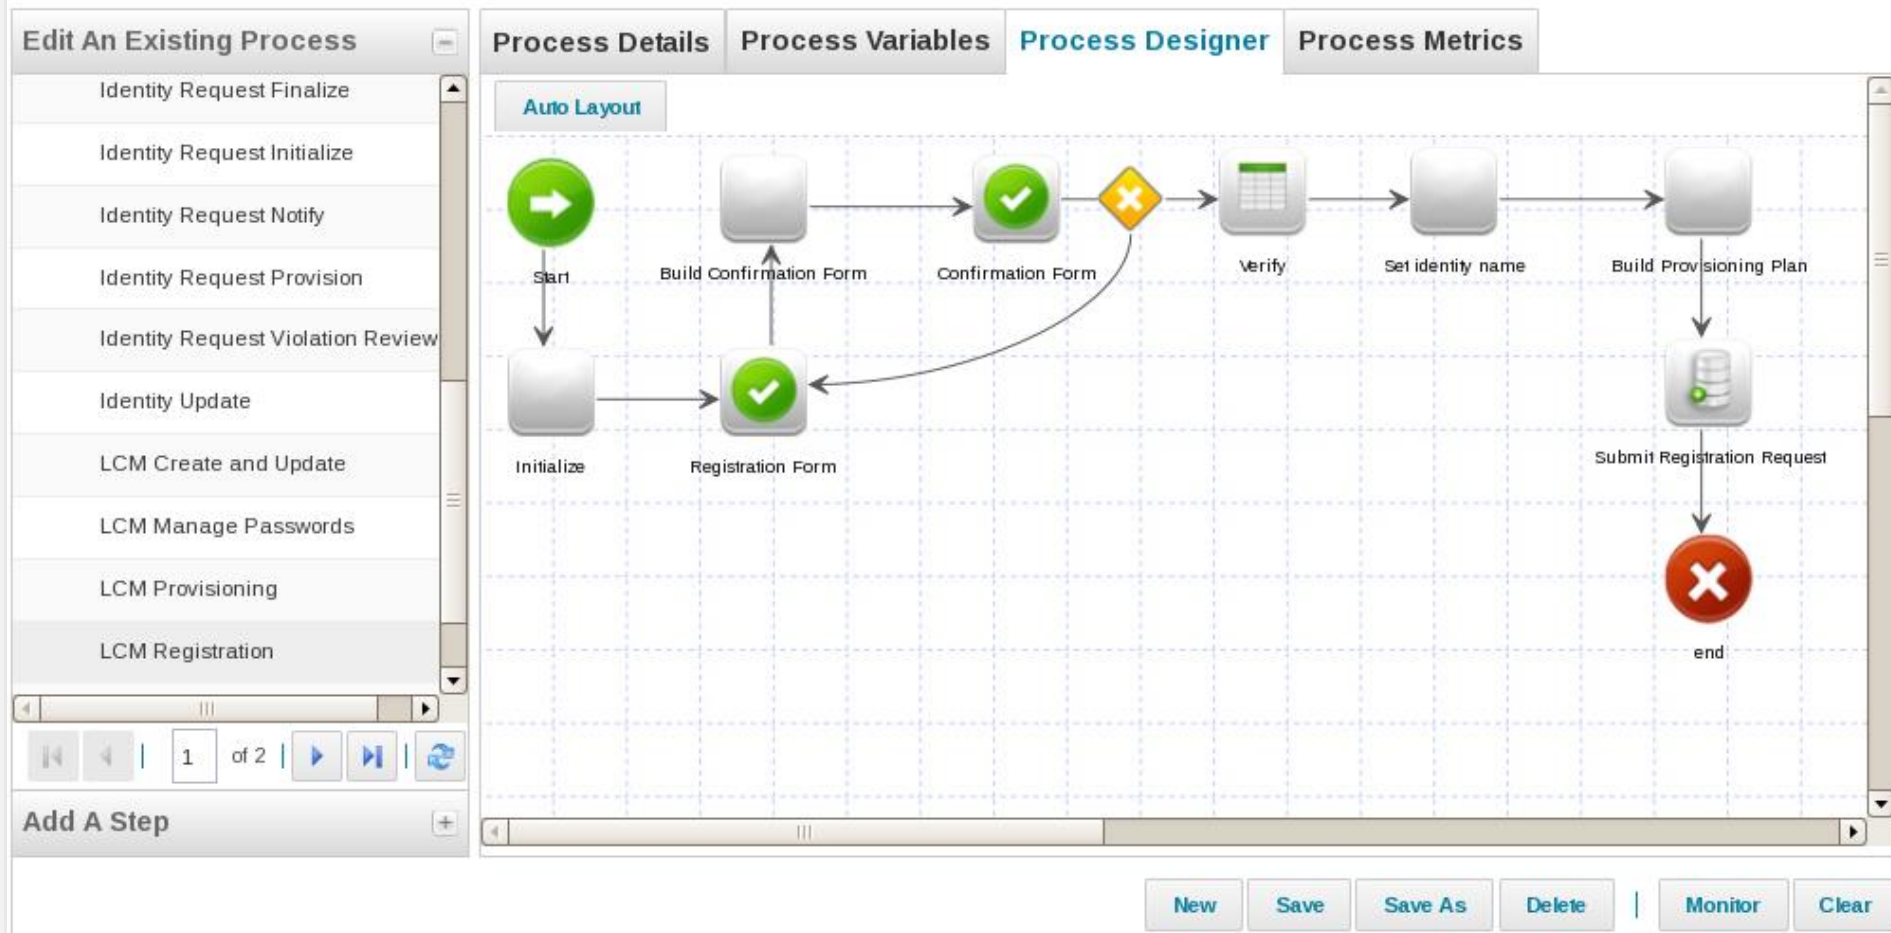 Edit An Existing Process
Identity Request Finalize
Identity Request Initialize
Identity Request Notify
Identity Request Provision
Identity Request Violation Review
Identity Update
LCM Create and Update
LCM Manage Passwords
LCM Provisioning
LCM Registration
1 of 2
Add A Step
Process Details Process Variables Process Designer Process Metrics
Auto Layout
Start
Build Confirmation Form
Confirmation Form
Verify
Set identity name
Build Provisioning Plan
Initialize
Registration Form
Submit Registration Request
end
New Save Save As Delete Monitor Clear